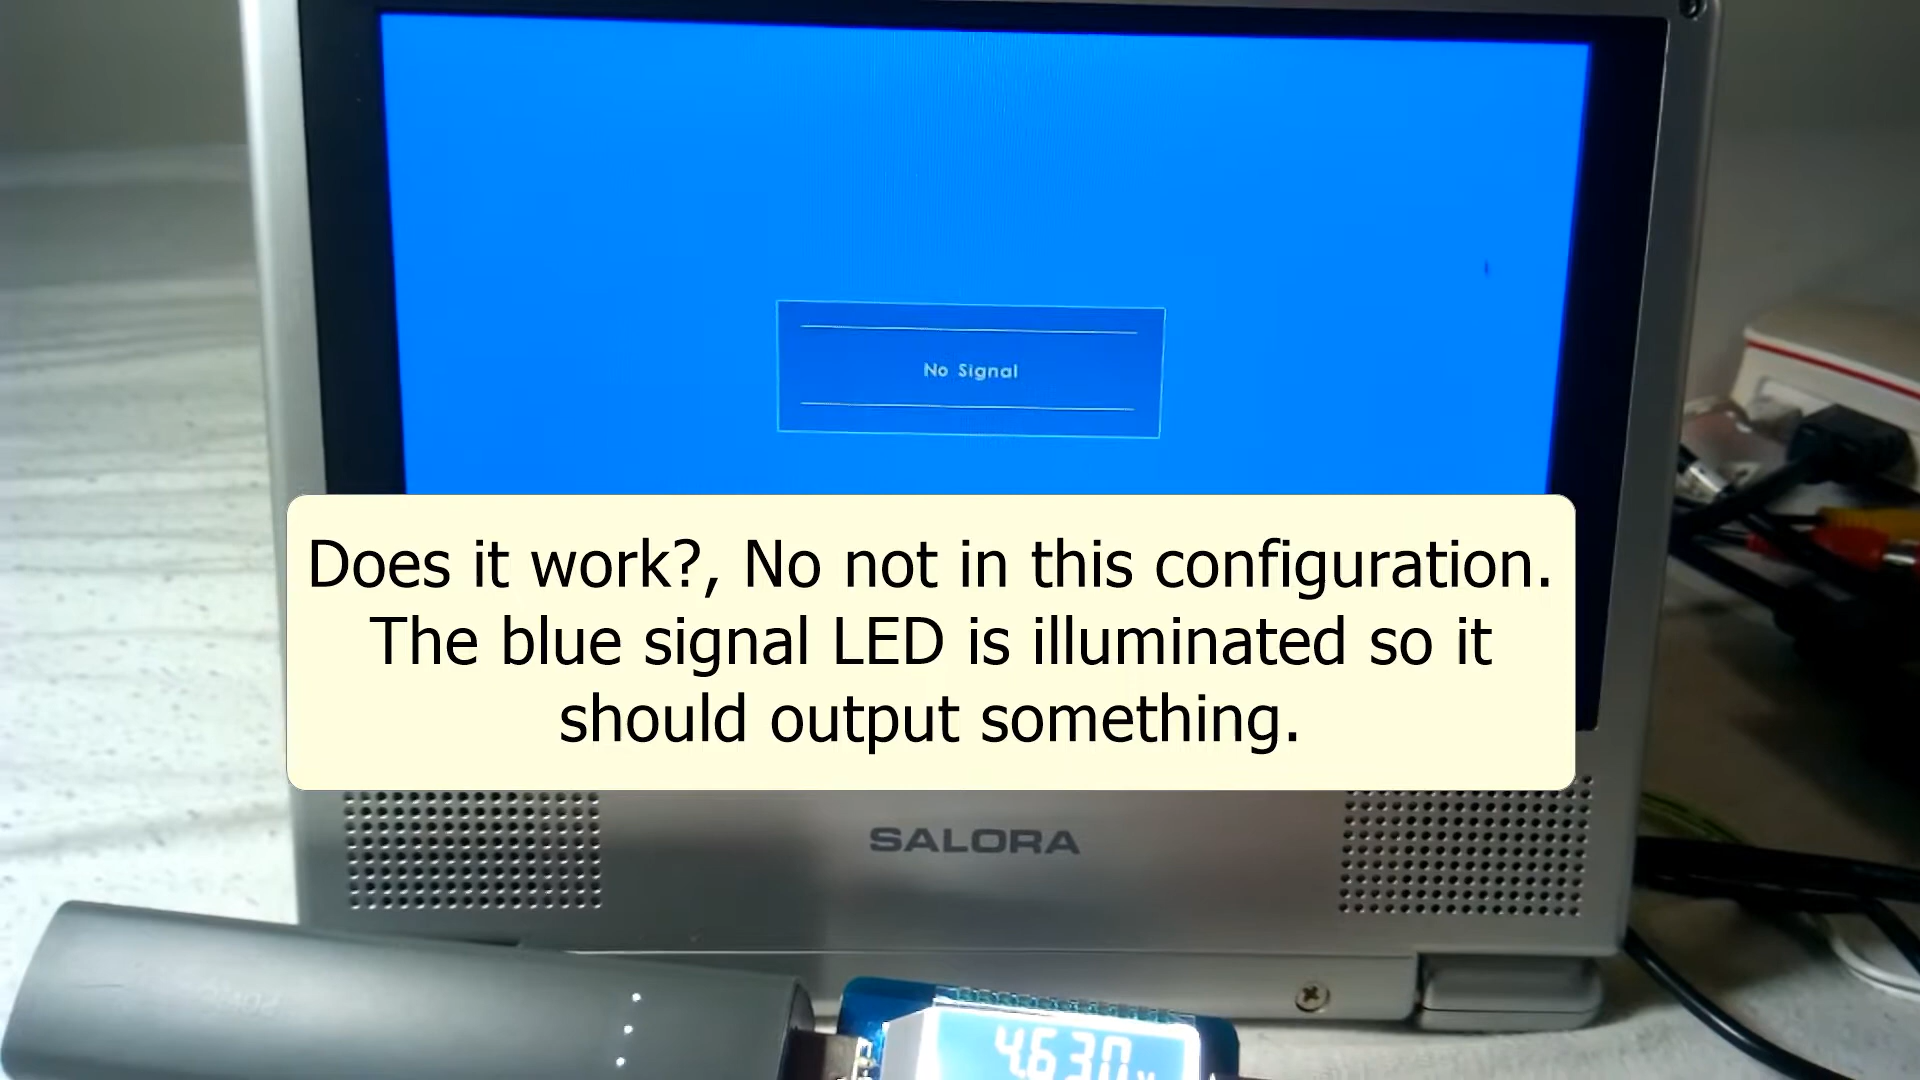 No Signal
Does it work?, No not in this configuration.
The blue signal LED is illuminated so it
should output something.
SALORA
4.630 V